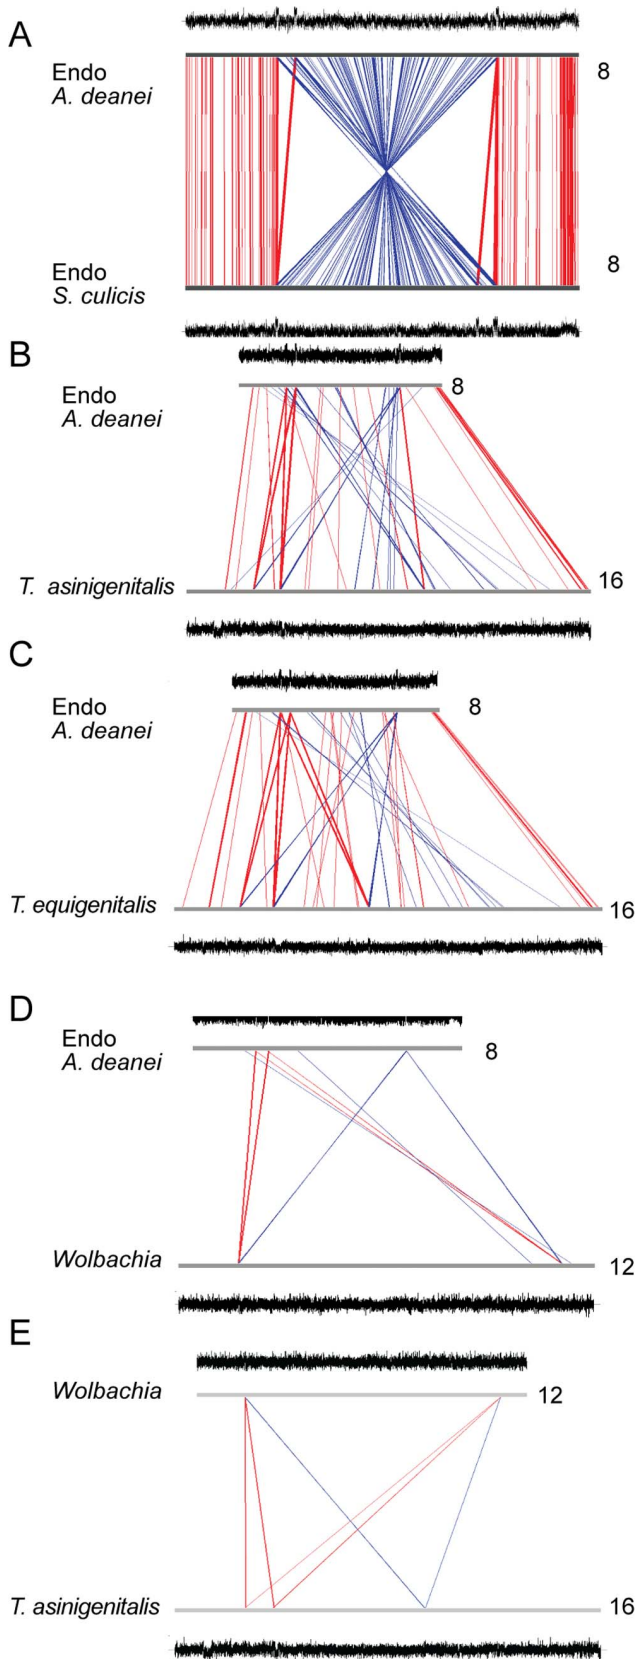 A
Endo
A. deanei
8
Endo
S. culicis
8
B
Endo
A. deanei
8
T. asinigenitalis
16
C
Endo
A. deanei
8
T. equigenitalis
16
D
Endo
A. deanei
8
Wolbachia
12
E
Wolbachia
12
T. asinigenitalis
16